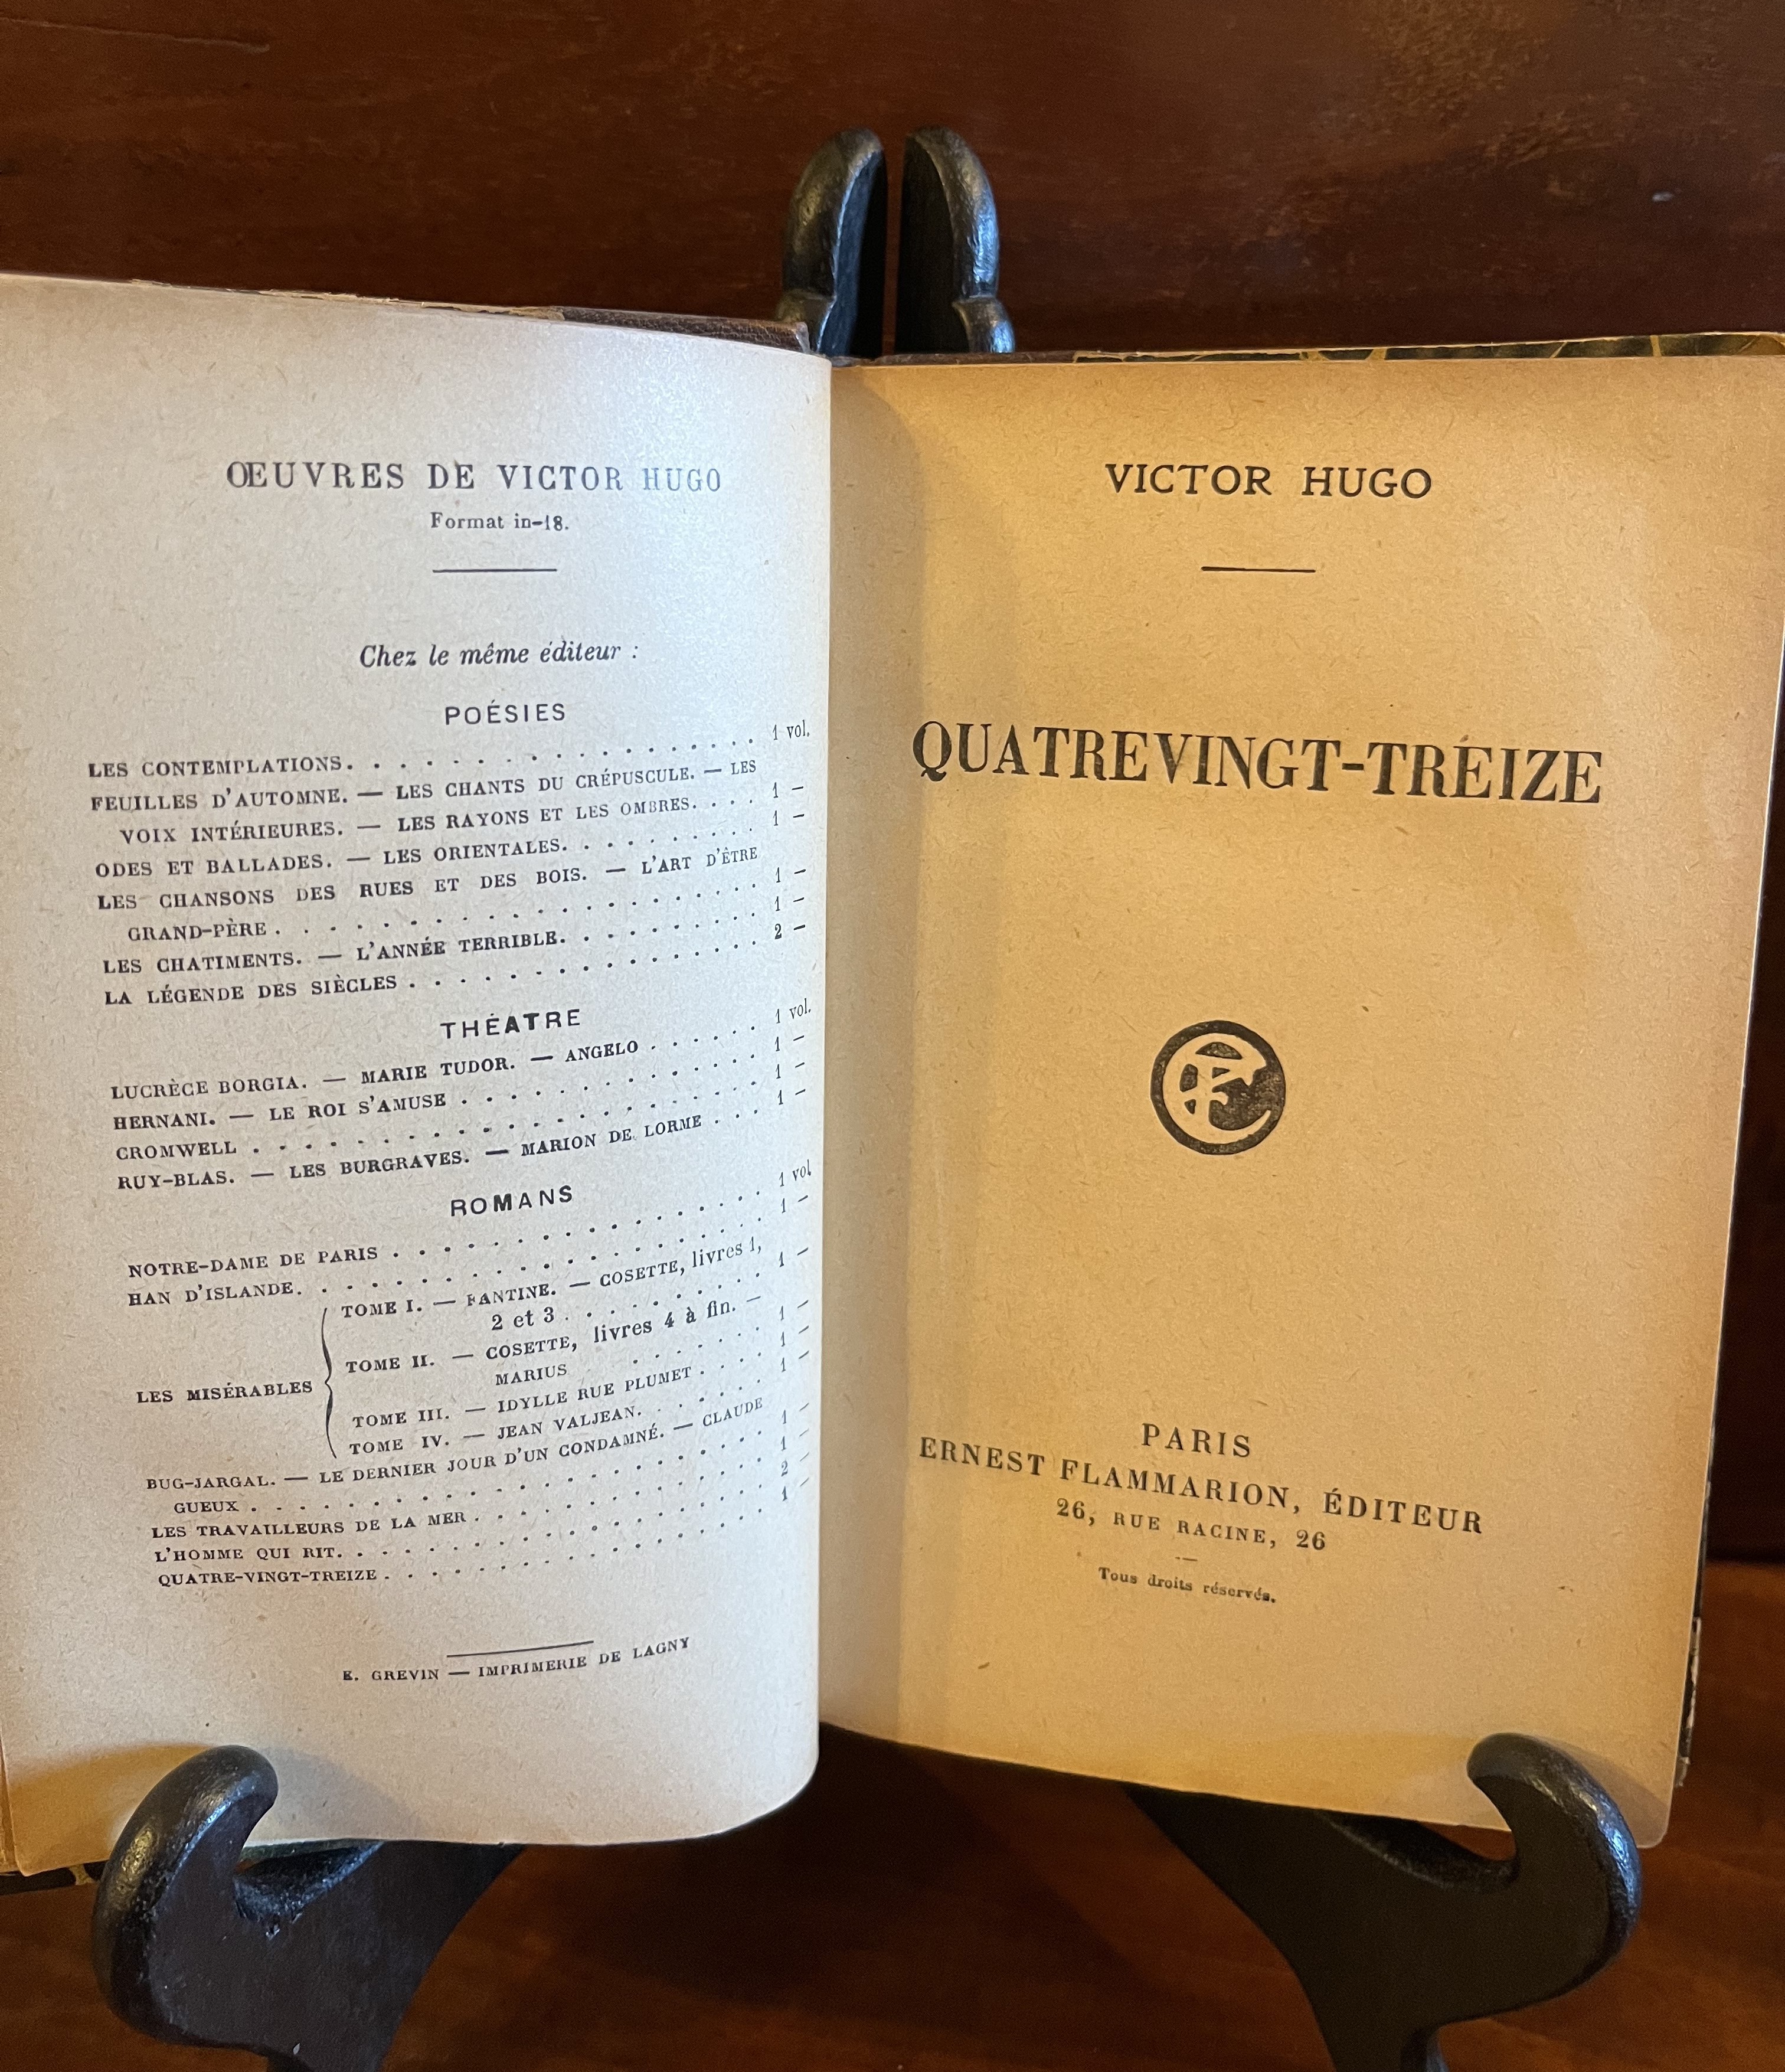 ŒUVRES DE VICTOR HUGO
Format in-18.
Chez le même éditeur :
POÉSIES
LES CONTEMPLATIONS. . . . . . . . . . . . . 1 vol.
FEUILLES D'AUTOMNE. — LES CHANTS DU CRÉPUSCULE. — LES
VOIX INTÉRIEURES. — LES RAYONS ET LES OMBRES. . . . 1 —
ODES ET BALLADES. — LES ORIENTALES. . . . . . . . 1 —
LES CHANSONS DES RUES ET DES BOIS. — L'ART D'ÊTRE
GRAND-PÈRE . . . . . . . . . . . . . . . . . 1 —
LES CHATIMENTS. — L'ANNÉE TERRIBLE. . . . . . . . 1 —
LA LÉGENDE DES SIÈCLES . . . . . . . . . . . . . 2 —
THÉATRE
LUCRÈCE BORGIA. — MARIE TUDOR. — ANGELO . . . . . . 1 vol.
HERNANI. — LE ROI S'AMUSE . . . . . . . . . . . 1 —
CROMWELL . . . . . . . . . . . . . . . . . . 1 —
RUY-BLAS. — LES BURGRAVES. — MARION DE LORME . . . 1 —
ROMANS
NOTRE-DAME DE PARIS . . . . . . . . . . . . . . 1 vol
HAN D'ISLANDE. . . . . . . . . . . . . . . . . 1 —
LES MISÉRABLES
TOME I. — FANTINE. — COSETTE, livres 1,
2 et 3 . . . . . . . . . 1 —
TOME II. — COSETTE, livres 4 à fin. —
MARIUS . . . . . . . 1 —
TOME III. — IDYLLE RUE PLUMET . . . . 1 —
TOME IV. — JEAN VALJEAN. . . . . . . 1 —
BUG-JARGAL. — LE DERNIER JOUR D'UN CONDAMNÉ. — CLAUDE
GUEUX . . . . . . . . . . . . . . . . . . 1 —
LES TRAVAILLEURS DE LA MER . . . . . . . . . . . 1 —
L'HOMME QUI RIT. . . . . . . . . . . . . . . . 2 —
QUATRE-VINGT-TREIZE . . . . . . . . . . . . . . 1 —
E. GREVIN — IMPRIMERIE DE LAGNY
VICTOR HUGO
QUATREVINGT-TREIZE
PARIS
ERNEST FLAMMARION, ÉDITEUR
26, RUE RACINE, 26
Tous droits réservés.